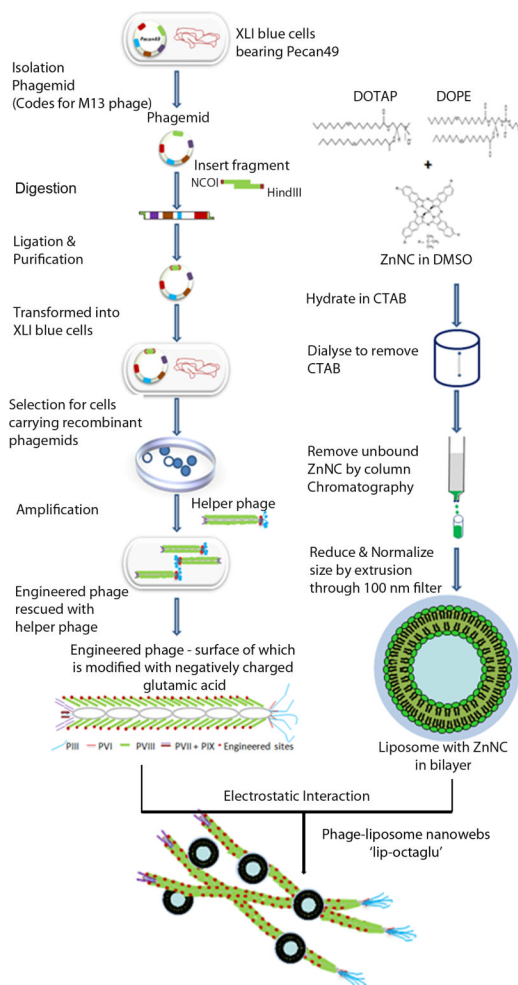 XLI blue cells
bearing Pecan49
Pecan49
Isolation
Phagemid
(Codes for M13 phage)
Phagemid
Insert fragment
NCOI
HindIII
Digestion
Ligation &
Purification
Transformed into
XLI blue cells
Selection for cells
carrying recombinant
phagemids
Amplification
Helper phage
Engineered phage
rescued with
helper phage
Engineered phage - surface of which
is modified with negatively charged
glutamic acid
PIII PVI PVIII PVII + PIX Engineered sites
DOTAP
DOPE
+
ZnNC in DMSO
Hydrate in CTAB
Dialyse to remove
CTAB
Remove unbound
ZnNC by column
Chromatography
Reduce & Normalize
size by extrusion
through 100 nm filter
Liposome with ZnNC
in bilayer
Electrostatic Interaction
Phage-liposome nanowebs
‘lip-octaglu’